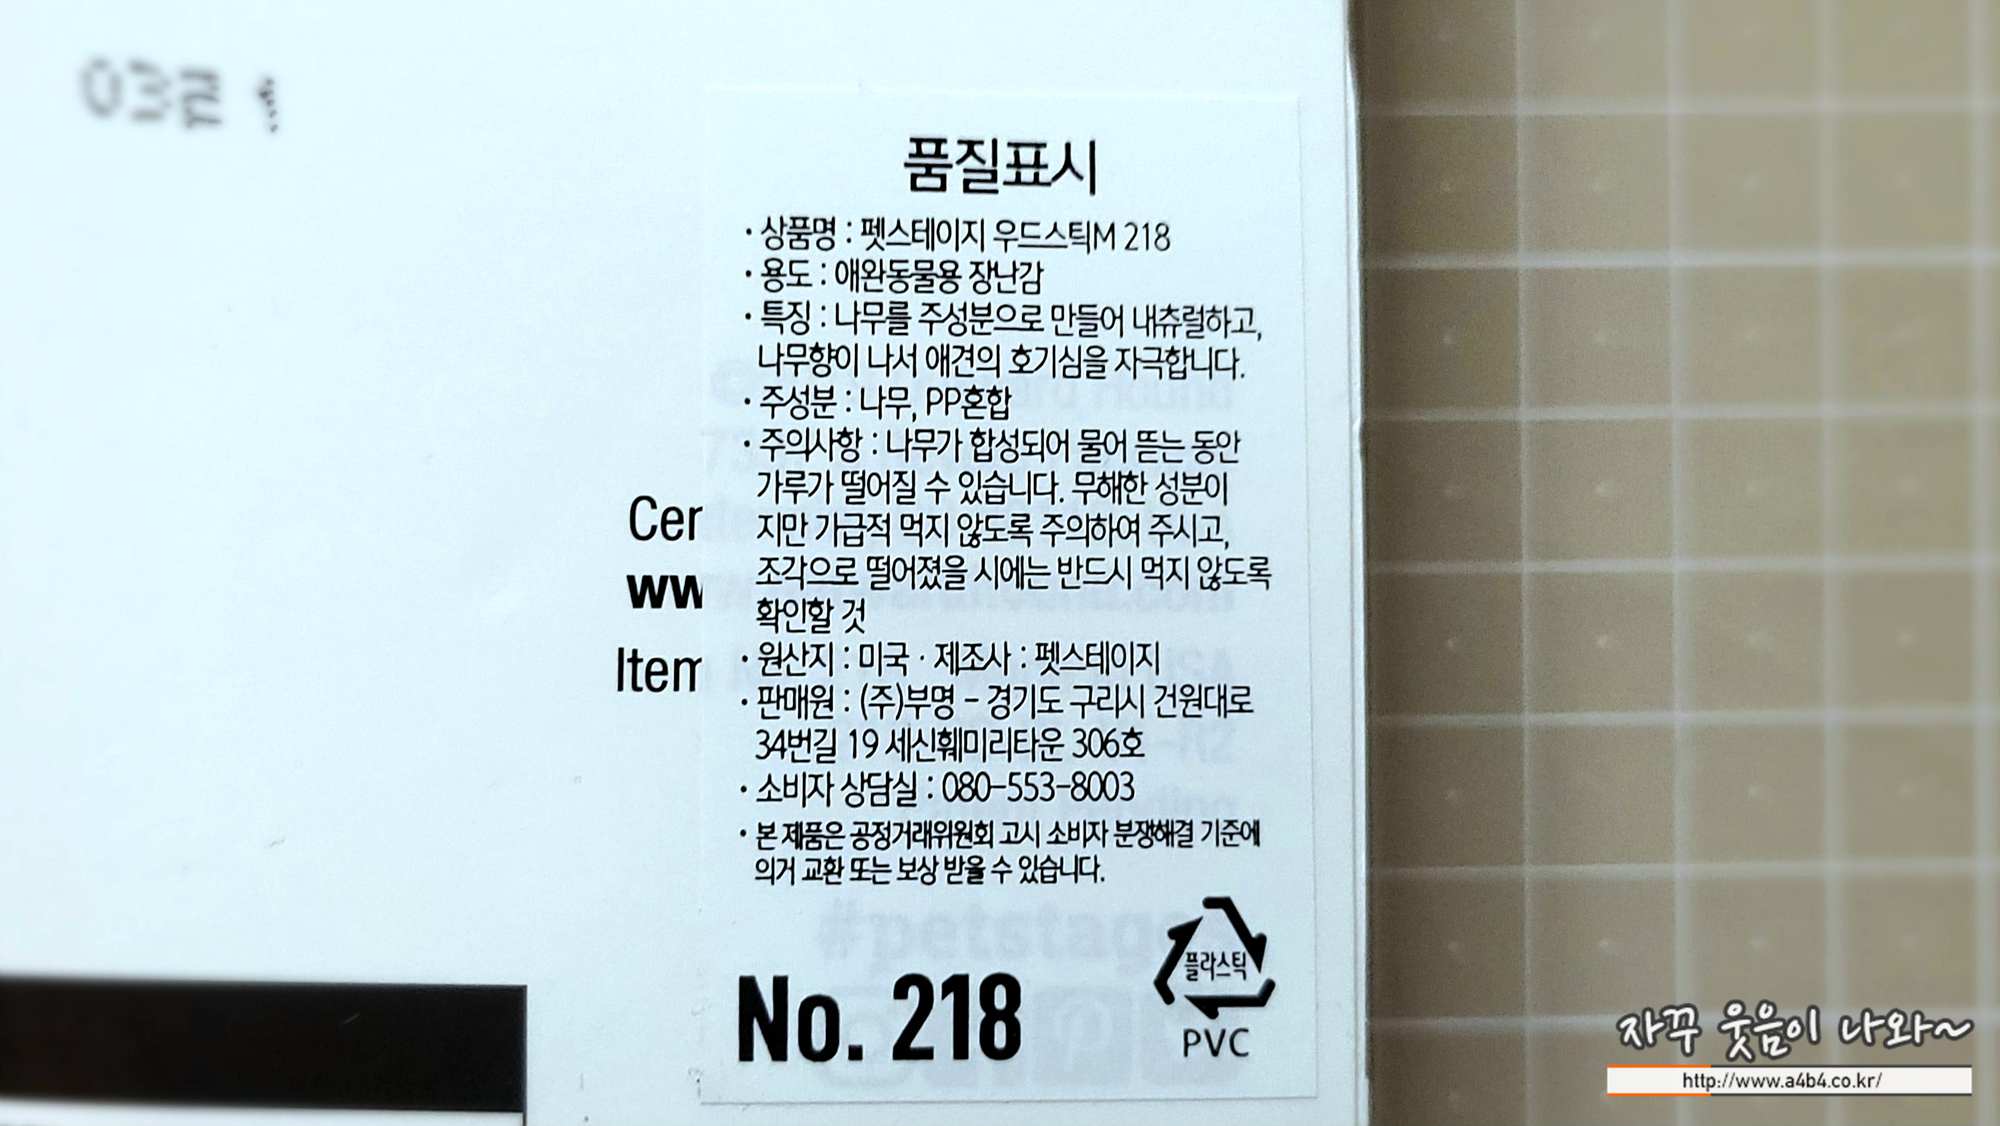 품질표시
· 상품명 : 펫스테이지 우드스틱M 218
· 용도 : 애완동물용 장난감
· 특징 : 나무를 주성분으로 만들어 내츄럴하고,
나무향이 나서 애견의 호기심을 자극합니다.
· 주성분 : 나무, PP혼합
· 주의사항 : 나무가 합성되어 물어 뜯는 동안
가루가 떨어질 수 있습니다. 무해한 성분이
지만 가급적 먹지 않도록 주의하여 주시고,
조각으로 떨어졌을 시에는 반드시 먹지 않도록
확인할 것
· 원산지 : 미국 · 제조사 : 펫스테이지
· 판매원 : (주)부명 - 경기도 구리시 건원대로
34번길 19 세신훼미리타운 306호
· 소비자 상담실 : 080-553-8003
· 본 제품은 공정거래위원회 고시 소비자 분쟁해결 기준에
의거 교환 또는 보상 받을 수 있습니다.
No. 218
플라스틱
PVC
Cer
ww
Item
#petstage
자꾸 웃음이 나와~
http://www.a4b4.co.kr/